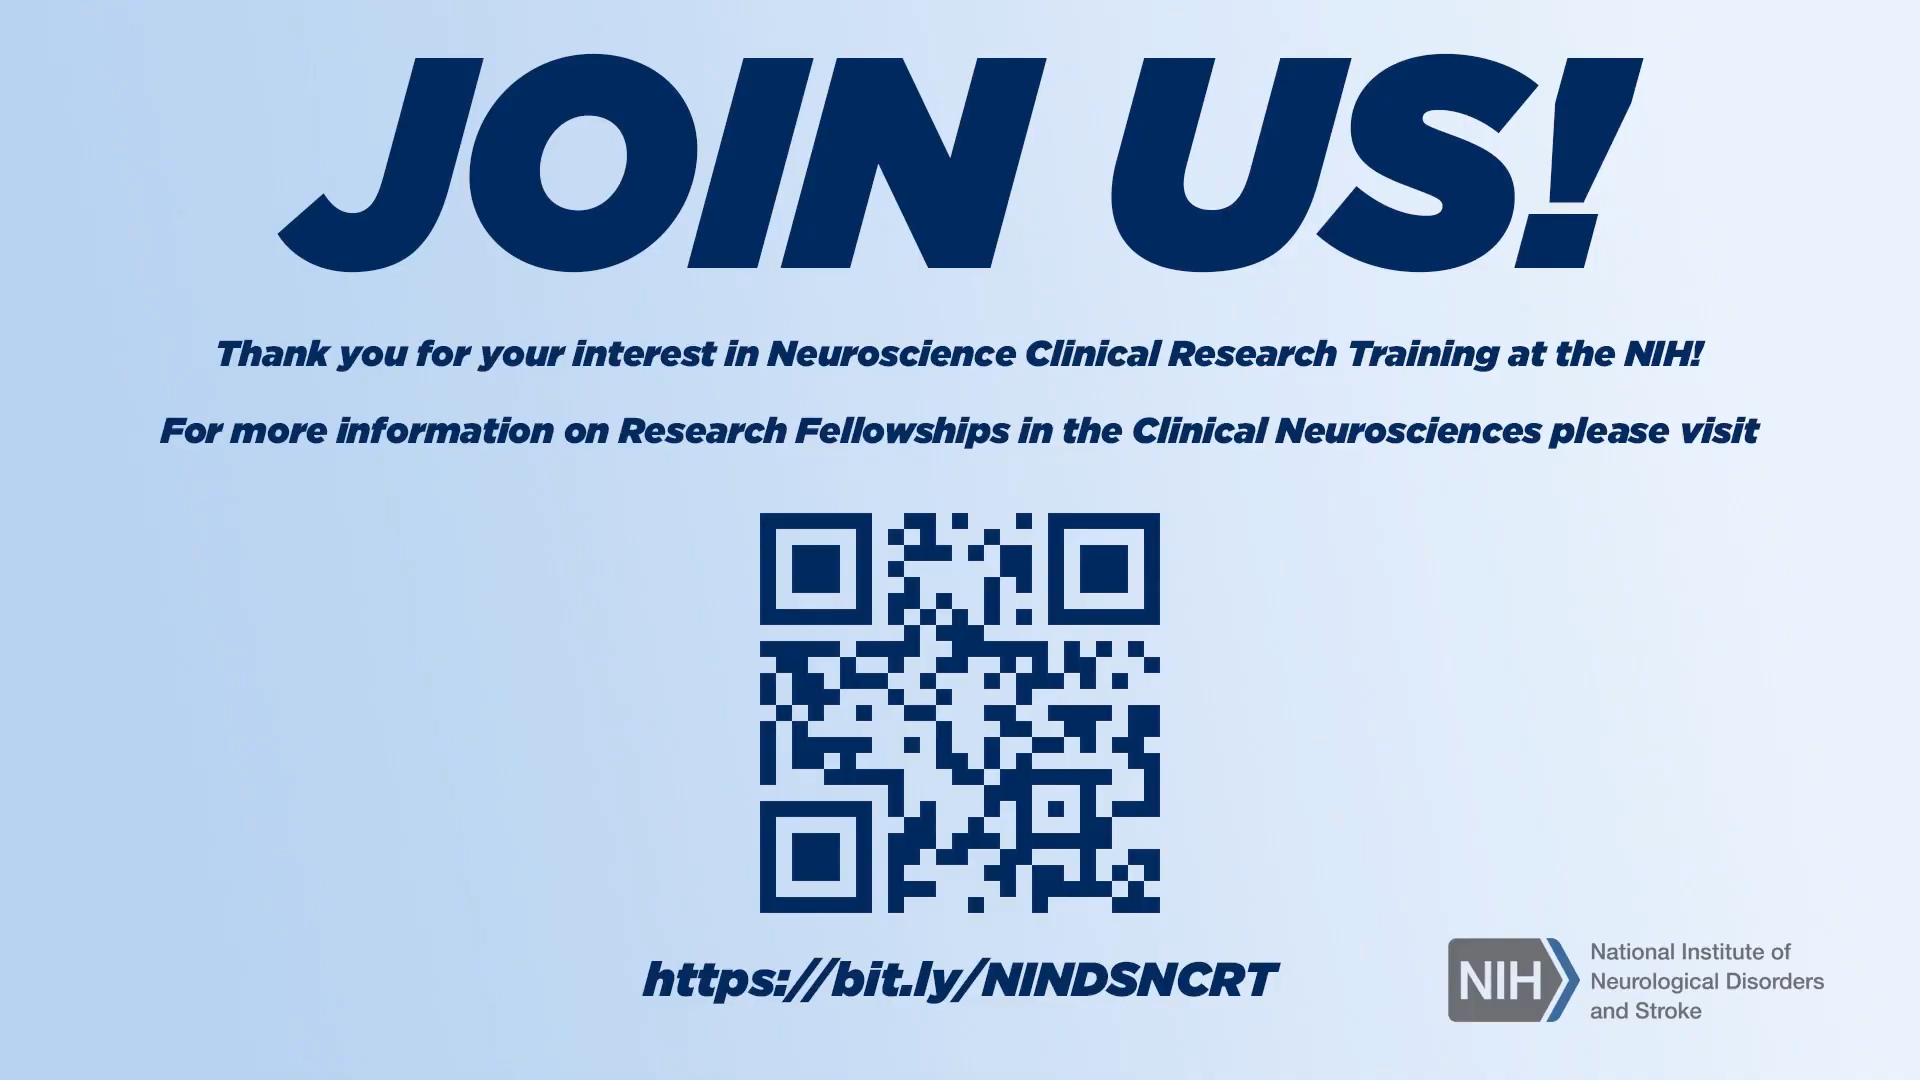 JOIN US!
Thank you for your interest in Neuroscience Clinical Research Training at the NIH!
For more information on Research Fellowships in the Clinical Neurosciences please visit
https://bit.ly/NINDSNCRT
NIH
National Institute of
Neurological Disorders
and Stroke